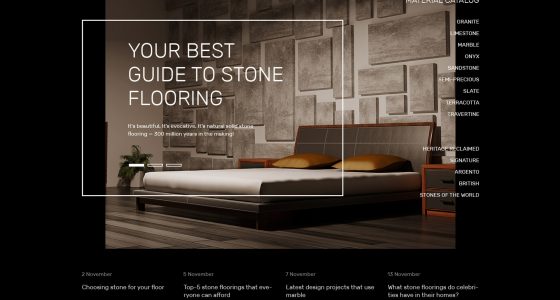 MATERIAL CATALOG
YOUR BEST
GUIDE TO STONE
FLOORING
It's beautiful. It's evocative. It's natural solid stone
flooring – 300 million years in the making!
GRANITE
LIMESTONE
MARBLE
ONYX
SANDSTONE
SEMI-PRECIOUS
SLATE
TERRACOTTA
TRAVERTINE
HERITAGE RECLAIMED
SIGNATURE
ARGENTO
BRITISH
STONES OF THE WORLD
2 November
Choosing stone for your floor
5 November
Top-5 stone floorings that eve-
ryone can afford
7 November
Latest design projects that use
marble
13 November
What stone floorings do celebri-
ties have in their homes?